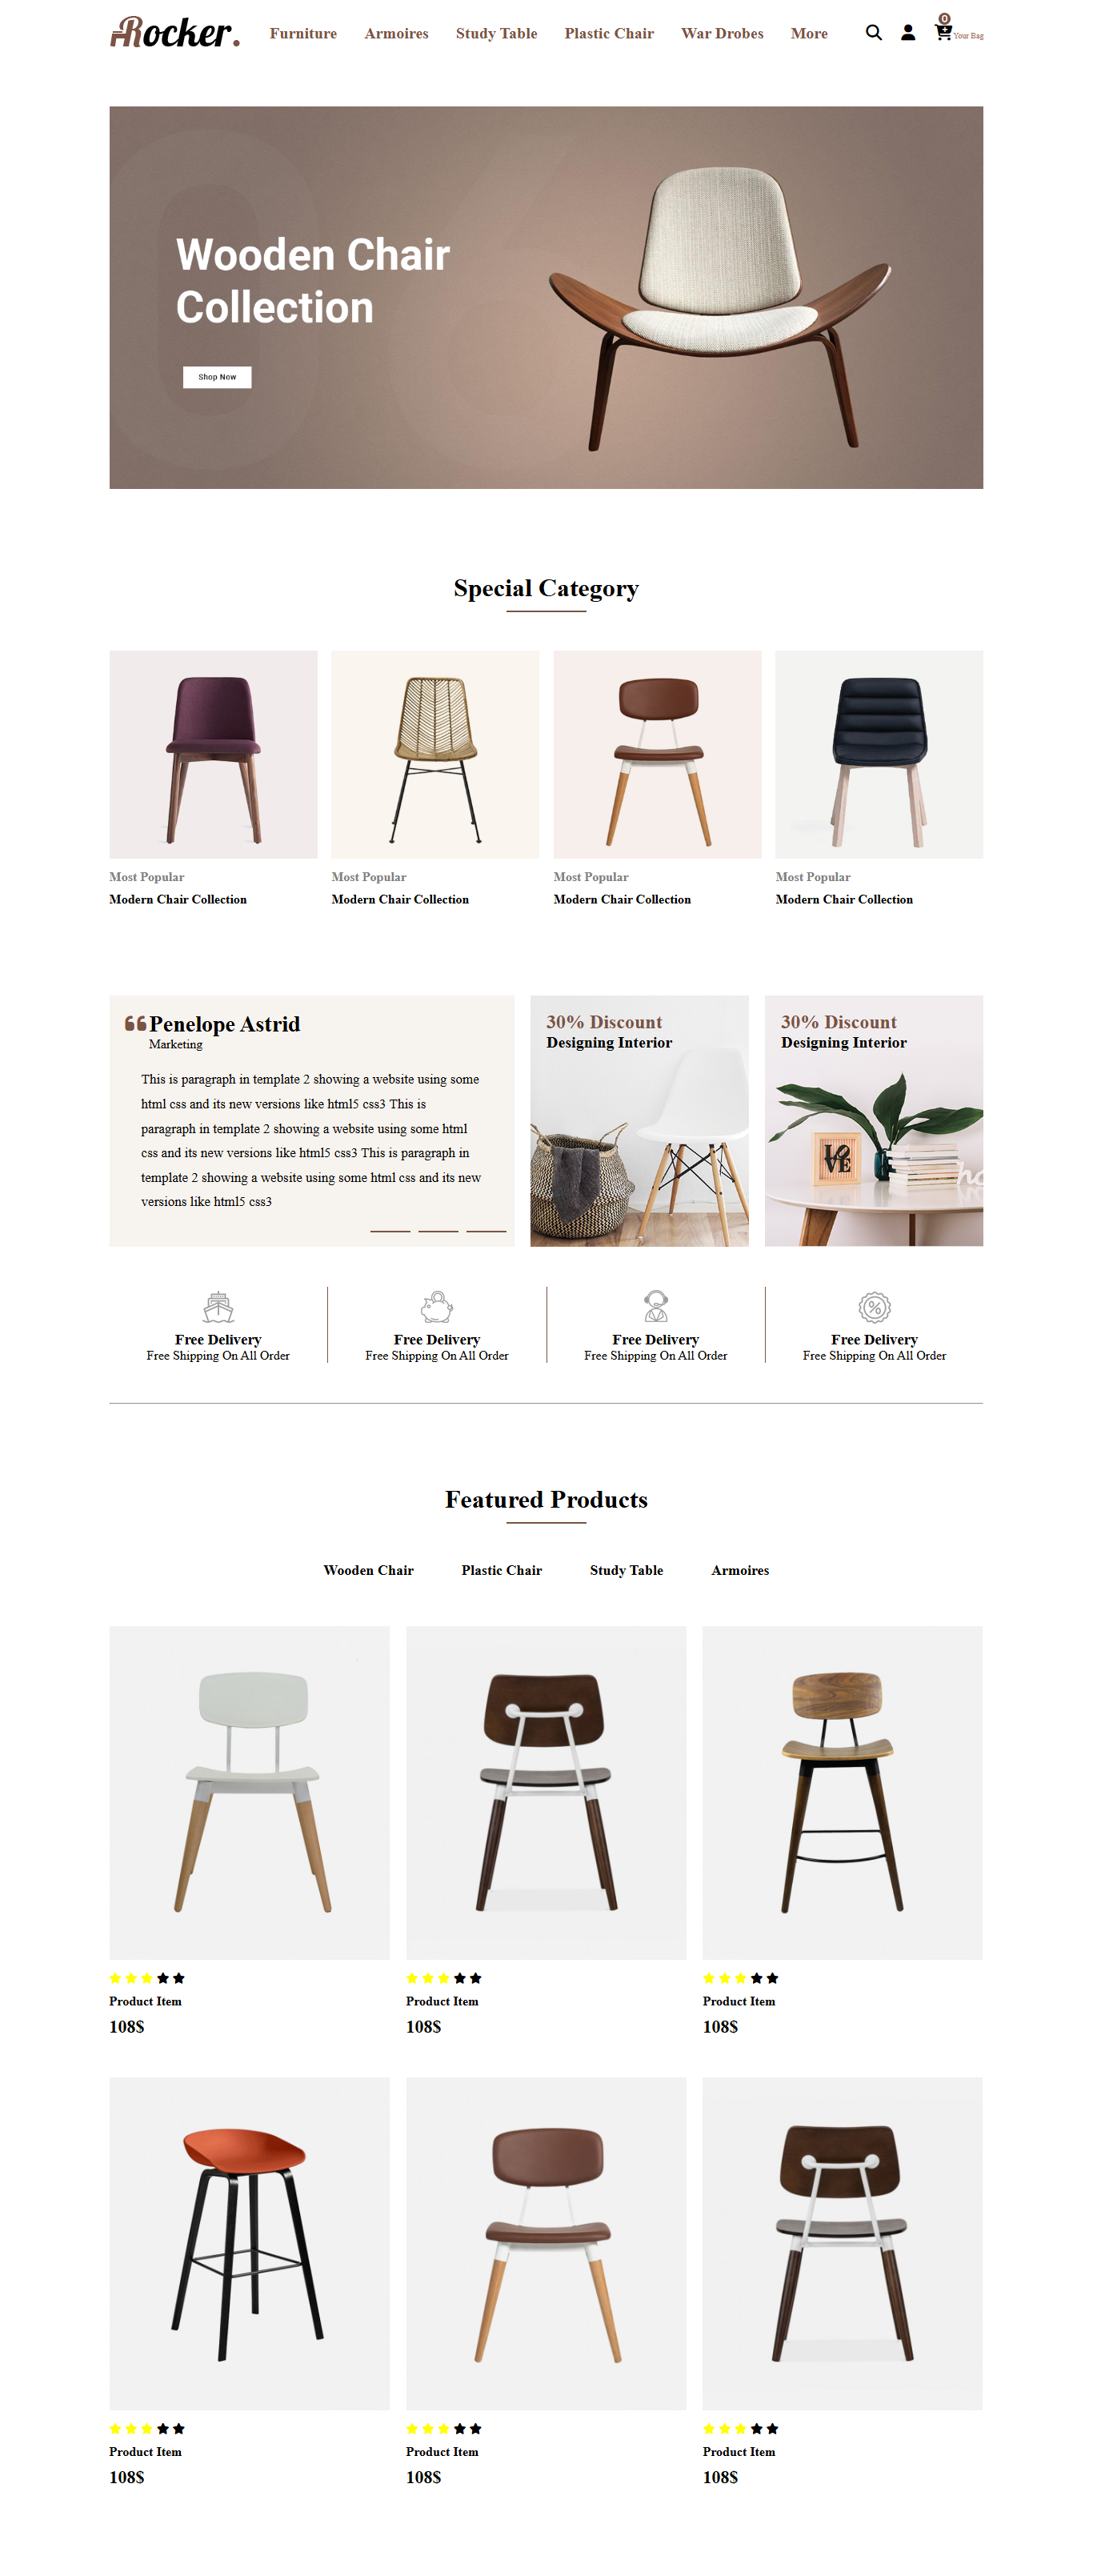 Rocker.
Furniture Armoires Study Table Plastic Chair War Drobes More
0
Your Bag
Wooden Chair
Collection
Shop Now
Special Category
Most Popular
Modern Chair Collection
Most Popular
Modern Chair Collection
Most Popular
Modern Chair Collection
Most Popular
Modern Chair Collection
Penelope Astrid
Marketing
This is paragraph in template 2 showing a website using some
html css and its new versions like html5 css3 This is
paragraph in template 2 showing a website using some html
css and its new versions like html5 css3 This is paragraph in
template 2 showing a website using some html css and its new
versions like html5 css3
30% Discount
Designing Interior
30% Discount
Designing Interior
LOVE
ho
Free Delivery
Free Shipping On All Order
Free Delivery
Free Shipping On All Order
Free Delivery
Free Shipping On All Order
Free Delivery
Free Shipping On All Order
Featured Products
Wooden Chair Plastic Chair Study Table Armoires
Product Item
108$
Product Item
108$
Product Item
108$
Product Item
108$
Product Item
108$
Product Item
108$